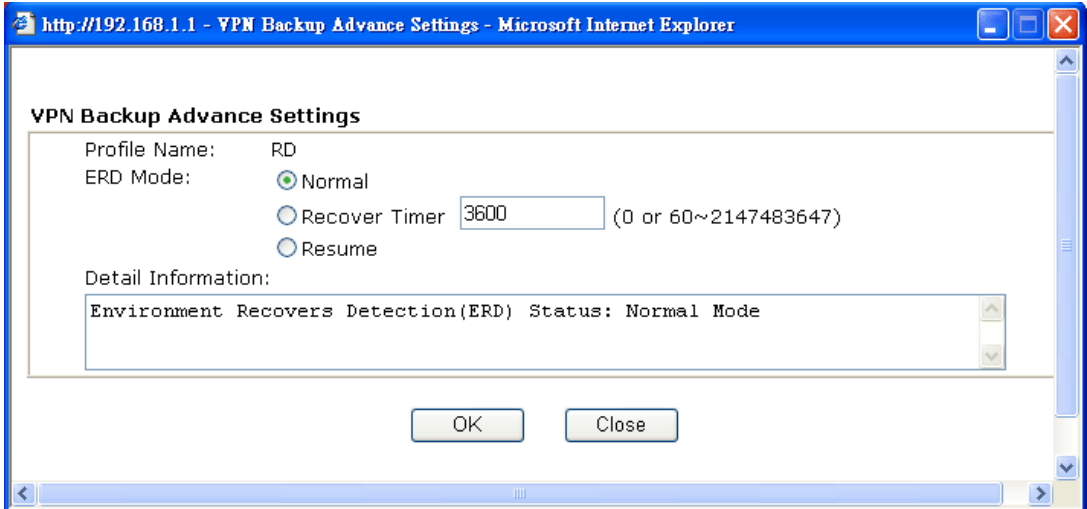 http://192.168.1.1 - VPN Backup Advance Settings - Microsoft Internet Explorer
VPN Backup Advance Settings
Profile Name: RD
ERD Mode: Normal
Recover Timer 3600 (0 or 60~2147483647)
Resume
Detail Information:
Environment Recovers Detection(ERD) Status: Normal Mode
OK Close